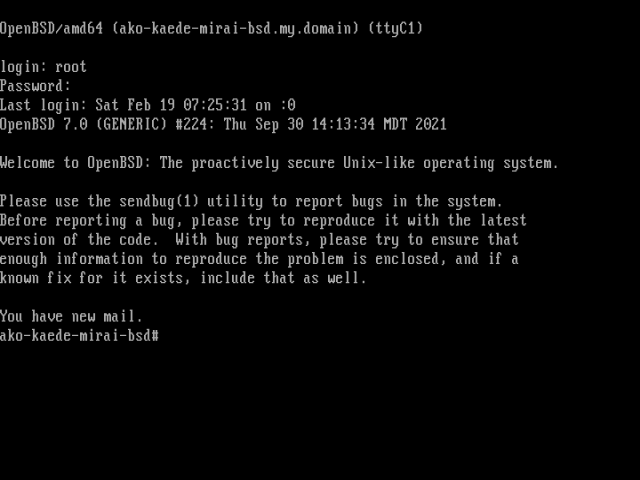 OpenBSD/amd64 (ako-kaede-mirai-bsd.my.domain) (ttyC1)
login: root
Password:
Last login: Sat Feb 19 07:25:31 on :0
OpenBSD 7.0 (GENERIC) #224: Thu Sep 30 14:13:34 MDT 2021
Welcome to OpenBSD: The proactively secure Unix-like operating system.
Please use the sendbug(1) utility to report bugs in the system.
Before reporting a bug, please try to reproduce it with the latest
version of the code.  With bug reports, please try to ensure that
enough information to reproduce the problem is enclosed, and if a
known fix for it exists, include that as well.
You have new mail.
ako-kaede-mirai-bsd#